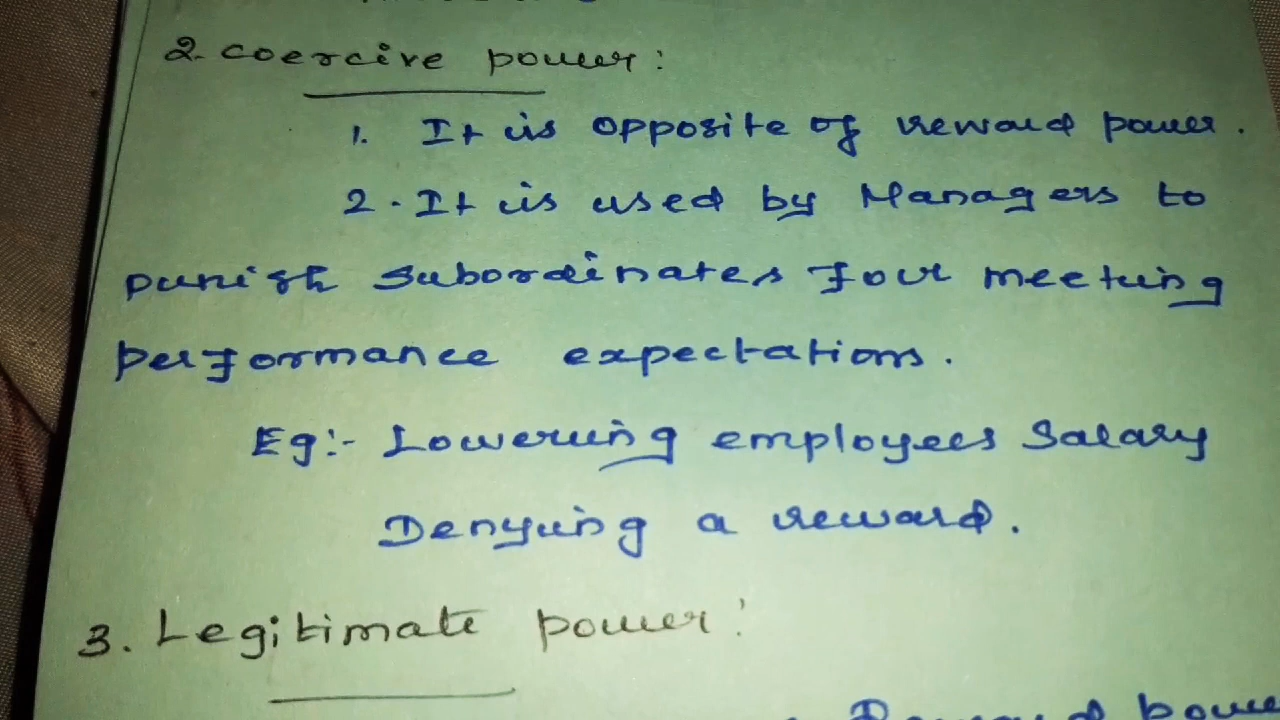 2. Coercive power:
1. It is opposite of reward power.
2. It is used by Managers to
punish subordinates for meeting
performance expectations.
Eg:- Lowering employees salary
Denying a reward.
3. Legitimate power: